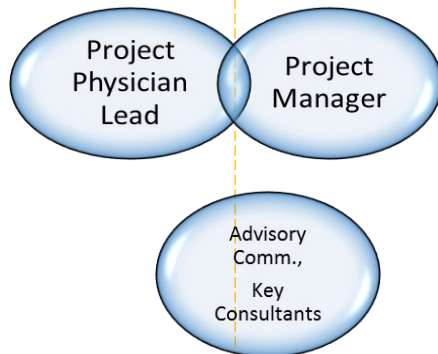 Project
Physician
Lead
Project
Manager
Advisory
Comm.,
Key
Consultants